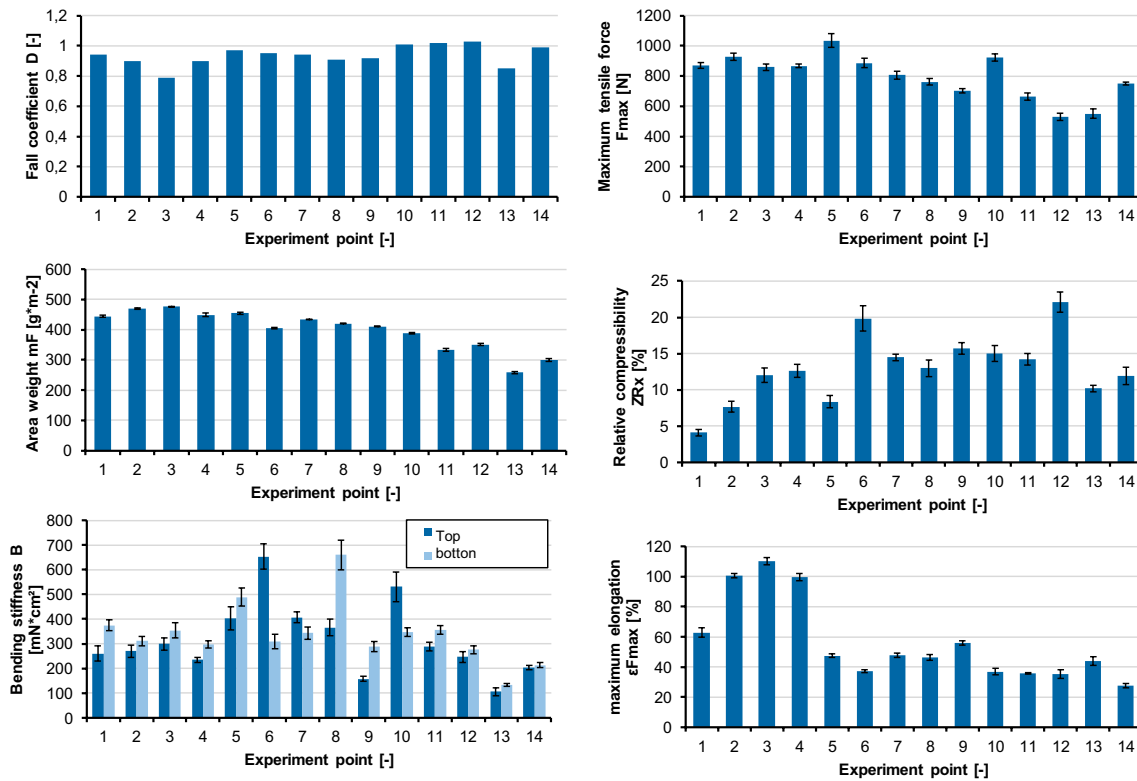 Fall coefficient D [-]
1,2
1
0,8
0,6
0,4
0,2
0
1 2 3 4 5 6 7 8 9 10 11 12 13 14
Experiment point [-]
Maximum tensile force
Fmax [N]
1200
1000
800
600
400
200
0
1 2 3 4 5 6 7 8 9 10 11 12 13 14
Experiment point [-]
Area weight mF [g*m-2]
600
500
400
300
200
100
0
1 2 3 4 5 6 7 8 9 10 11 12 13 14
Experiment point [-]
Relative compressibility
ZRx [%]
25
20
15
10
5
0
1 2 3 4 5 6 7 8 9 10 11 12 13 14
Experiment point [-]
Bending stiffness B
[mN*cm²]
800
700
600
500
400
300
200
100
0
Top
botton
1 2 3 4 5 6 7 8 9 10 11 12 13 14
Experiment point [-]
maximum elongation
εFmax [%]
120
100
80
60
40
20
0
1 2 3 4 5 6 7 8 9 10 11 12 13 14
Experiment point [-]